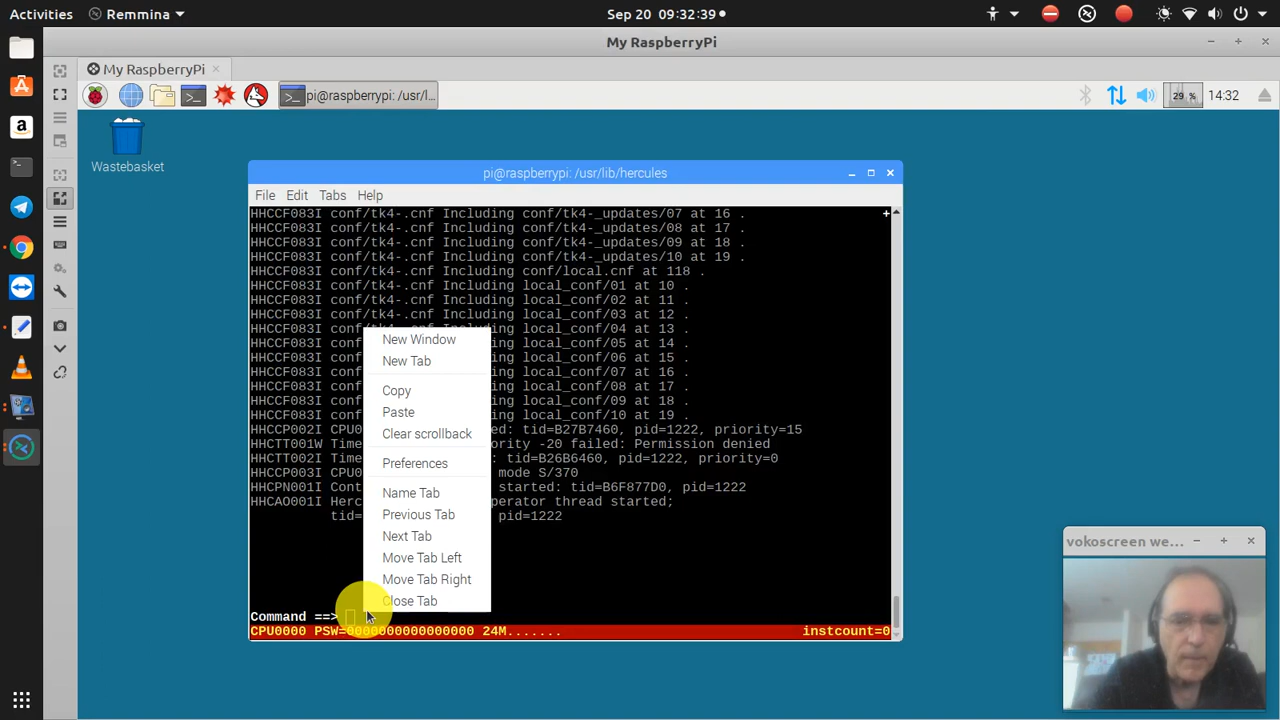 Activities
Remmina
Sep 20 09:32:39
My RaspberryPi
My RaspberryPi
pi@raspberrypi: /usr/l...
29 %
14:32
Wastebasket
pi@raspberrypi: /usr/lib/hercules
File Edit Tabs Help
HHCCF083I conf/tk4-.cnf Including conf/tk4-_updates/07 at 16 .
HHCCF083I conf/tk4-.cnf Including conf/tk4-_updates/08 at 17 .
HHCCF083I conf/tk4-.cnf Including conf/tk4-_updates/09 at 18 .
HHCCF083I conf/tk4-.cnf Including conf/tk4-_updates/10 at 19 .
HHCCF083I conf/tk4-.cnf Including conf/local.cnf at 118 .
HHCCF083I conf/tk4-.cnf Including local_conf/01 at 10 .
HHCCF083I conf/tk4-.cnf Including local_conf/02 at 11 .
HHCCF083I conf/tk4-.cnf Including local_conf/03 at 12 .
HHCCF083I conf/tk4-.cnf Including local_conf/04 at 13 .
HHCCF083I conf ing local_conf/05 at 14 .
HHCCF083I conf ing local_conf/06 at 15 .
HHCCF083I conf ing local_conf/07 at 16 .
HHCCF083I conf ing local_conf/08 at 17 .
HHCCF083I conf ing local_conf/09 at 18 .
HHCCF083I conf ing local_conf/10 at 19 .
HHCCP002I CPU0 ed: tid=B27B7460, pid=1222, priority=15
HHCTT001W Time ority -20 failed: Permission denied
HHCTT002I Time : tid=B26B6460, pid=1222, priority=0
HHCCP003I CPU0 mode S/370
HHCPN001I Cont started: tid=B6F877D0, pid=1222
HHCAO001I Herc perator thread started;
tid= pid=1222
New Window
New Tab
Copy
Paste
Clear scrollback
Preferences
Name Tab
Previous Tab
Next Tab
Move Tab Left
Move Tab Right
Close Tab
Command ==>
CPU0000 PSW=0000000000000000 24M....... instcount=0
vokoscreen we...